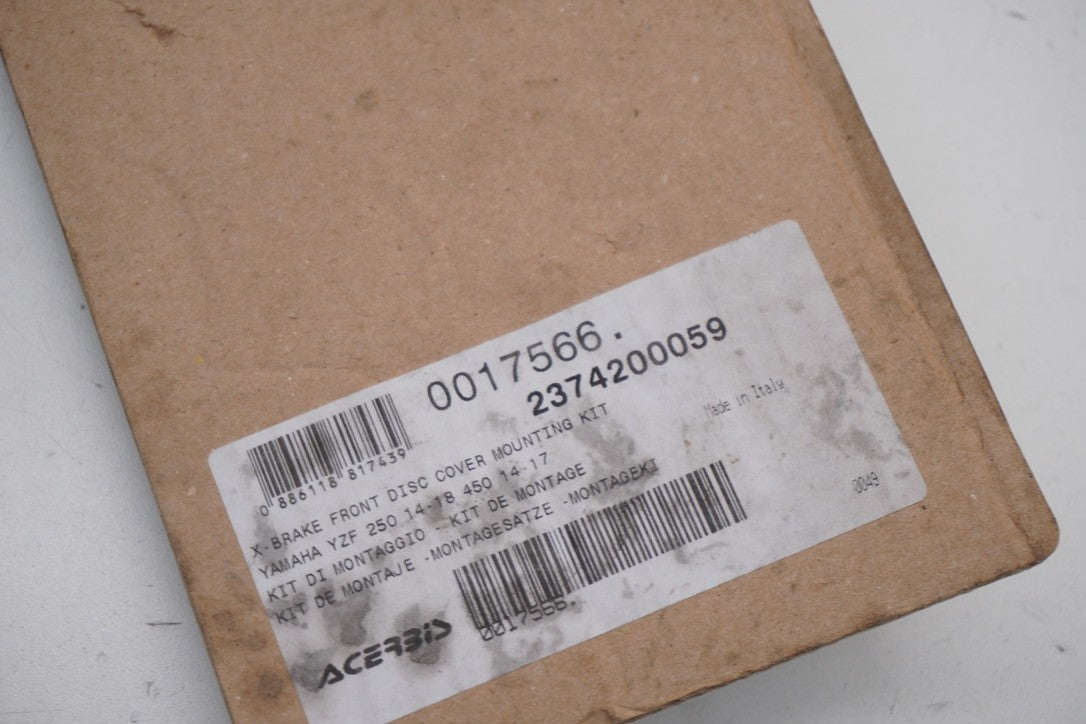 0017566.
2374200059
0 886118 817439
X-BRAKE FRONT DISC COVER MOUNTING KIT
YAMAHA YZF 250 14-18 450 14-17
KIT DI MONTAGGIO - KIT DE MONTAGE
KIT DE MONTAJE -MONTAGESATZE -MONTAGEKI
Made in Italy
0049
0017566.
ACERBIS